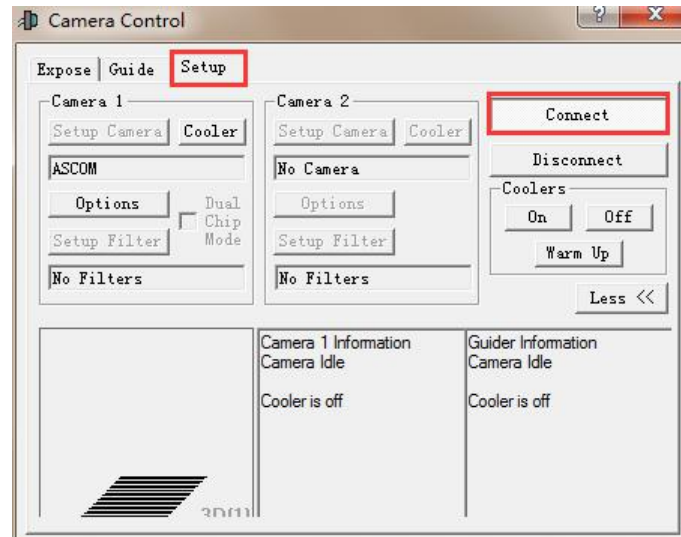 Camera Control
?
X
Expose Guide Setup
Camera 1
Setup Camera Cooler
ASCOM
Options
Dual
Chip
Mode
Setup Filter
No Filters
Camera 2
Setup Camera Cooler
No Camera
Options
Setup Filter
No Filters
Connect
Disconnect
Coolers
On Off
Warm Up
Less <<
3D(1)
Camera 1 Information
Camera Idle
Cooler is off
Guider Information
Camera Idle
Cooler is off